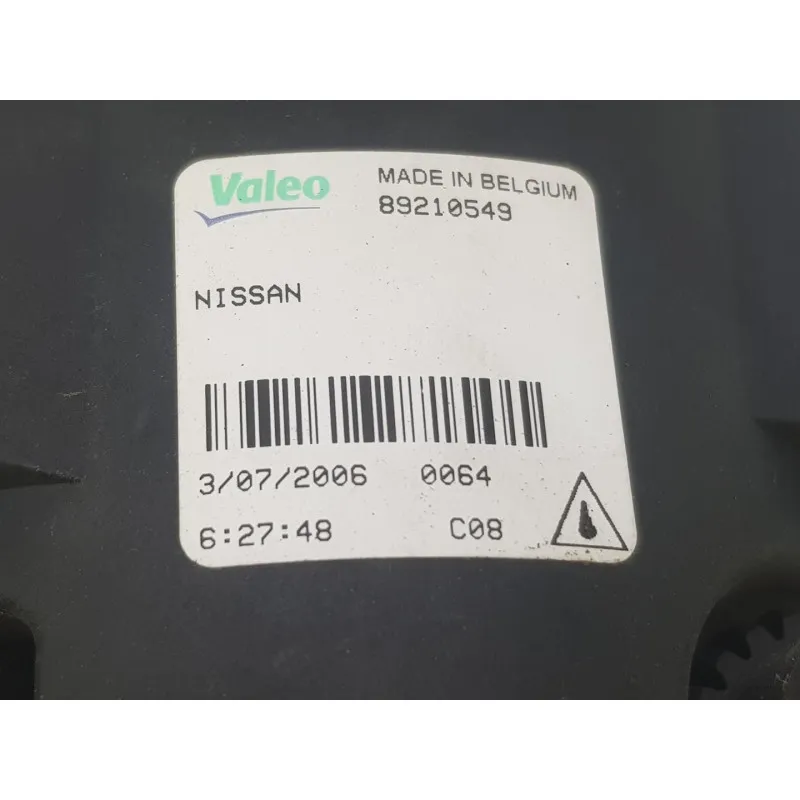 Valeo
MADE IN BELGIUM
89210549
NISSAN
3/07/2006 0064
6:27:48 C08